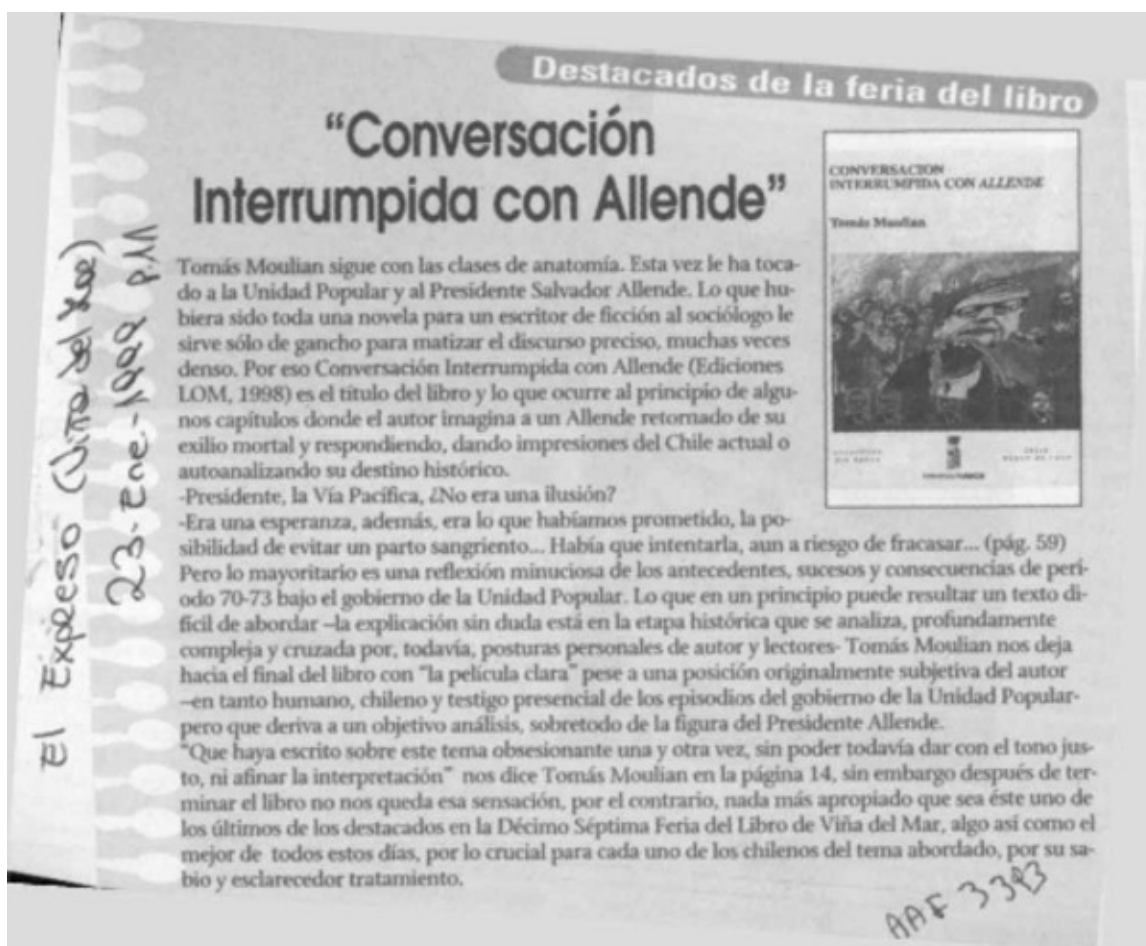 Destacados de la feria del libro
“Conversación
Interrumpida con Allende”
CONVERSACION
INTERRUMPIDA CON ALLENDE
Tomás Moulian
Tomás Moulian sigue con las clases de anatomía. Esta vez le ha toca-
do a la Unidad Popular y al Presidente Salvador Allende. Lo que hu-
biera sido toda una novela para un escritor de ficción al sociólogo le
sirve sólo de gancho para matizar el discurso preciso, muchas veces
denso. Por eso Conversación Interrumpida con Allende (Ediciones
LOM, 1998) es el título del libro y lo que ocurre al principio de algu-
nos capítulos donde el autor imagina a un Allende retornado de su
exilio mortal y respondiendo, dando impresiones del Chile actual o
autoanalizando su destino histórico.
-Presidente, la Vía Pacífica, ¿No era una ilusión?
-Era una esperanza, además, era lo que habíamos prometido, la po-
sibilidad de evitar un parto sangriento... Había que intentarla, aun a riesgo de fracasar... (pág. 59)
Pero lo mayoritario es una reflexión minuciosa de los antecedentes, sucesos y consecuencias de perí-
odo 70-73 bajo el gobierno de la Unidad Popular. Lo que en un principio puede resultar un texto di-
fícil de abordar –la explicación sin duda está en la etapa histórica que se analiza, profundamente
compleja y cruzada por, todavía, posturas personales de autor y lectores- Tomás Moulian nos deja
hacia el final del libro con "la película clara" pese a una posición originalmente subjetiva del autor
–en tanto humano, chileno y testigo presencial de los episodios del gobierno de la Unidad Popular-
pero que deriva a un objetivo análisis, sobretodo de la figura del Presidente Allende.
"Que haya escrito sobre este tema obsesionante una y otra vez, sin poder todavía dar con el tono jus-
to, ni afinar la interpretación" nos dice Tomás Moulian en la página 14, sin embargo después de ter-
minar el libro no nos queda esa sensación, por el contrario, nada más apropiado que sea éste uno de
los últimos de los destacados en la Décimo Séptima Feria del Libro de Viña del Mar, algo así como el
mejor de todos estos días, por lo crucial para cada uno de los chilenos del tema abordado, por su sa-
bio y esclarecedor tratamiento.
El Expreso (Viña del Mar)
23-Ene.-1999 p.11
AAF 3393